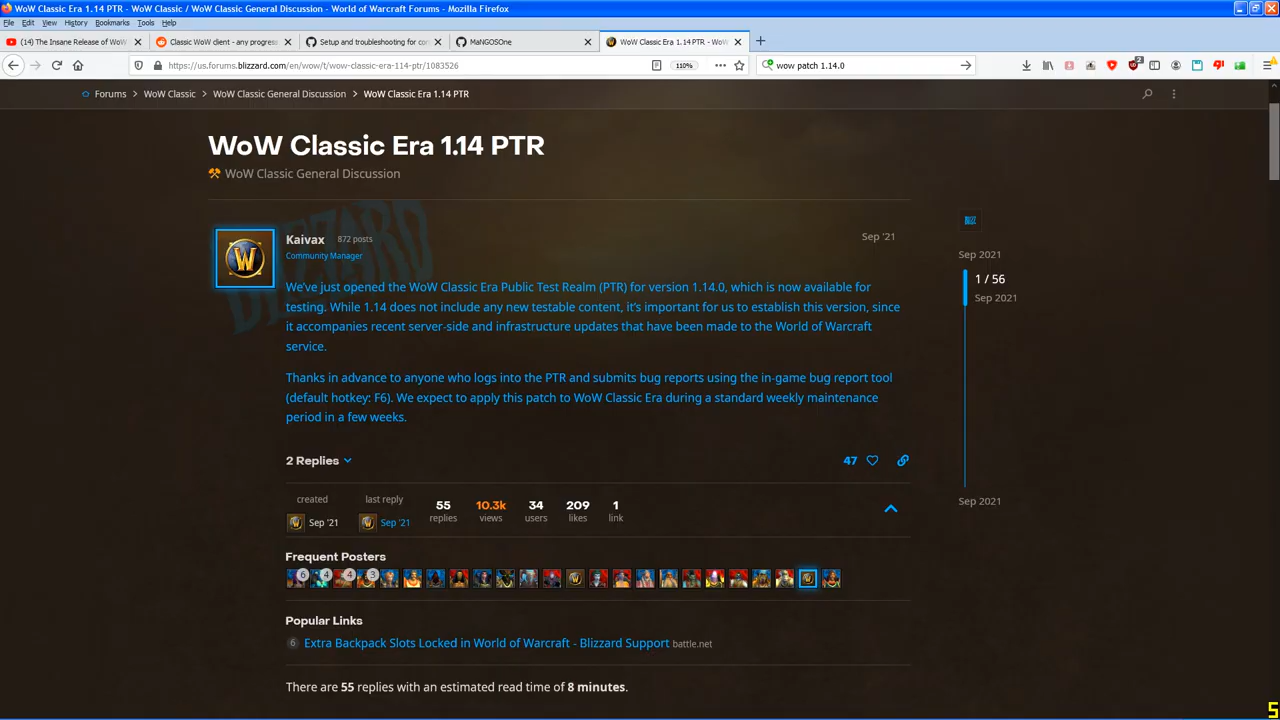 WoW Classic Era 1.14 PTR - WoW Classic / WoW Classic General Discussion - World of Warcraft Forums - Mozilla Firefox
File Edit View History Bookmarks Tools Help
(14) The Insane Release of WoW
Classic WoW client - any progress
Setup and troubleshooting for con
MaNGOSOne
WoW Classic Era 1.14 PTR - WoW
https://us.forums.blizzard.com/en/wow/t/wow-classic-era-114-ptr/1083526
110%
wow patch 1.14.0
2
Forums > WoW Classic > WoW Classic General Discussion > WoW Classic Era 1.14 PTR
WoW Classic Era 1.14 PTR
WoW Classic General Discussion
Kaivax 872 posts
Sep '21
Community Manager
We've just opened the WoW Classic Era Public Test Realm (PTR) for version 1.14.0, which is now available for
testing. While 1.14 does not include any new testable content, it's important for us to establish this version, since
it accompanies recent server-side and infrastructure updates that have been made to the World of Warcraft
service.
Thanks in advance to anyone who logs into the PTR and submits bug reports using the in-game bug report tool
(default hotkey: F6). We expect to apply this patch to WoW Classic Era during a standard weekly maintenance
period in a few weeks.
2 Replies
47
created
Sep '21
last reply
Sep '21
55
replies
10.3k
views
34
users
209
likes
1
link
Frequent Posters
6 4 4 3
Popular Links
6 Extra Backpack Slots Locked in World of Warcraft - Blizzard Support battle.net
There are 55 replies with an estimated read time of 8 minutes.
BLIZZARD
Sep 2021
1 / 56
Sep 2021
Sep 2021
5